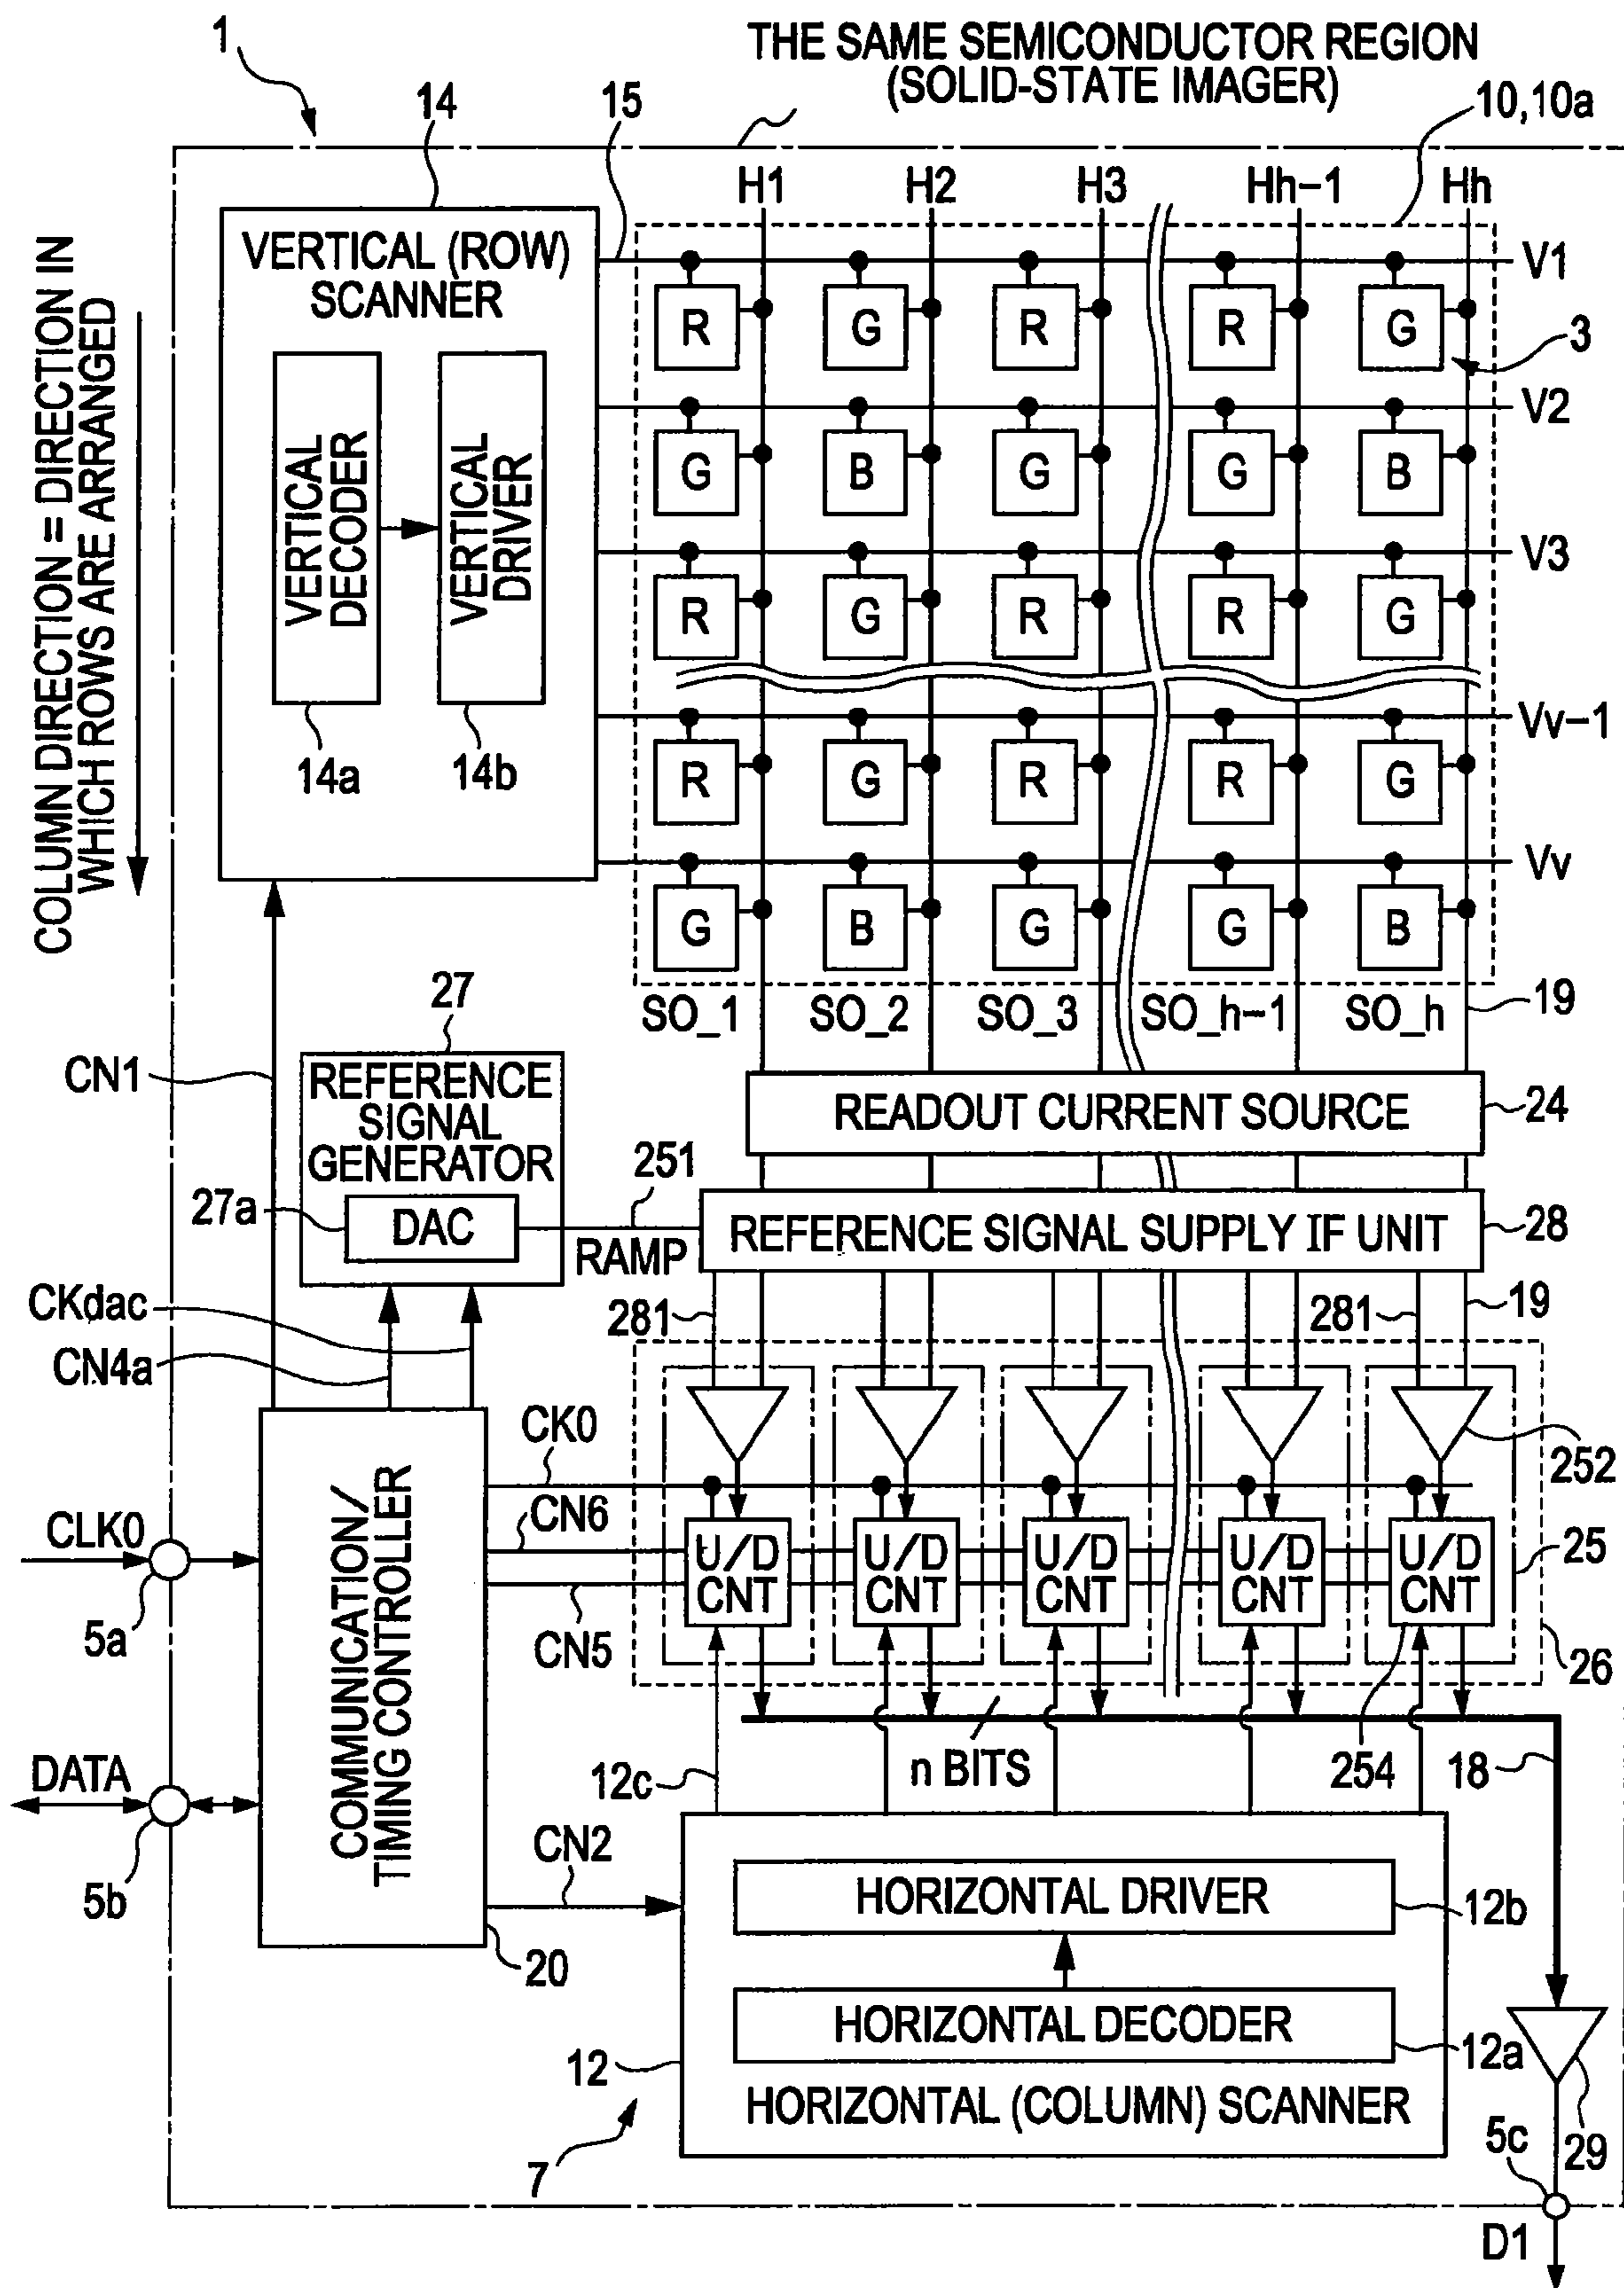 1
THE SAME SEMICONDUCTOR REGION
(SOLID-STATE IMAGER)
14
15
10, 10a
H1 H2 H3 Hh-1 Hh
COLUMN DIRECTION = DIRECTION IN
WHICH ROWS ARE ARRANGED
VERTICAL (ROW)
SCANNER
VERTICAL
DECODER
VERTICAL
DRIVER
14a 14b
V1
R G R R G
3
V2
G B G G B
V3
R G R R G
Vv-1
R G R R G
Vv
G B G G B
SO_1 SO_2 SO_3 SO_h-1 SO_h
19
CN1
27
REFERENCE
SIGNAL
GENERATOR
27a
DAC
READOUT CURRENT SOURCE
24
251
RAMP
REFERENCE SIGNAL SUPPLY IF UNIT
28
CKdac
CN4a
281
281
19
CK0
252
CN6
CN5
U/D
CNT
U/D
CNT
U/D
CNT
U/D
CNT
U/D
CNT
25
26
CLK0
5a
COMMUNICATION/
TIMING CONTROLLER
DATA
5b
20
12c
n BITS
254
18
CN2
HORIZONTAL DRIVER
12b
HORIZONTAL DECODER
12a
12
HORIZONTAL (COLUMN) SCANNER
7
29
5c
D1